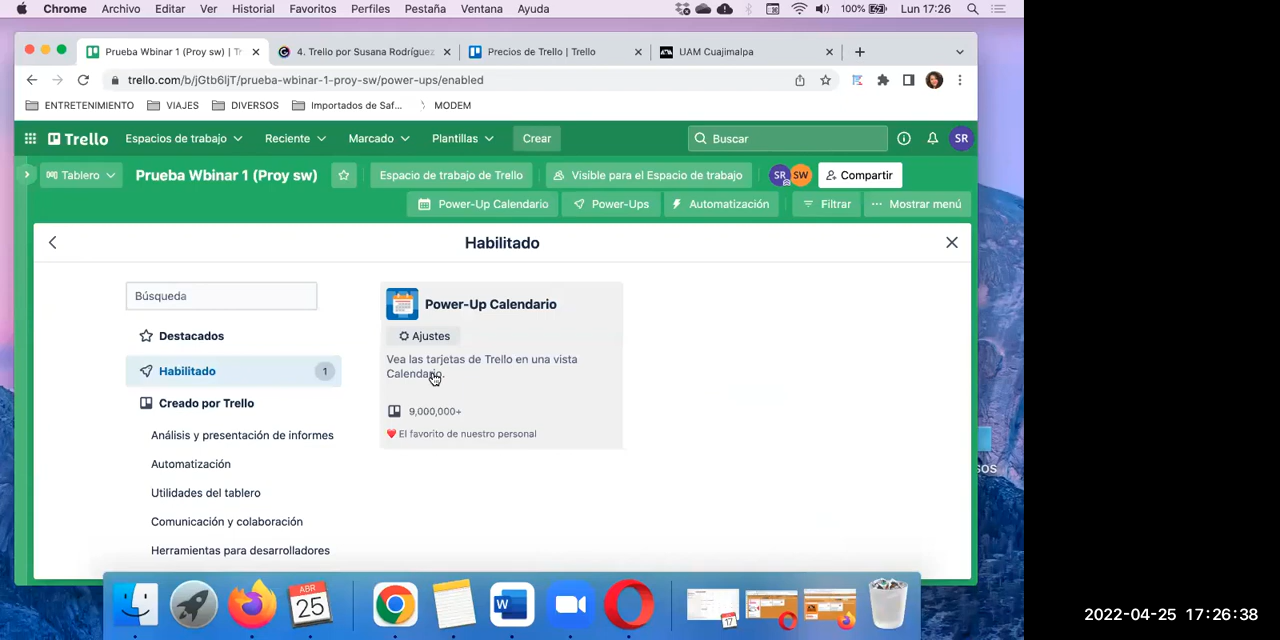 Chrome Archivo Editar Ver Historial Favoritos Perfiles Pestaña Ventana Ayuda 100% Lun 17:26
Prueba Wbinar 1 (Proy sw) | Tr 4. Trello por Susana Rodríguez Precios de Trello | Trello UAM Cuajimalpa
trello.com/b/jGtb6ljT/prueba-wbinar-1-proy-sw/power-ups/enabled
ENTRETENIMIENTO VIAJES DIVERSOS Importados de Saf... MODEM
Trello Espacios de trabajo Reciente Marcado Plantillas Crear Buscar SR
Tablero Prueba Wbinar 1 (Proy sw) Espacio de trabajo de Trello Visible para el Espacio de trabajo SR SW Compartir
Power-Up Calendario Power-Ups Automatización Filtrar ··· Mostrar menú
Habilitado
Búsqueda
Destacados
Habilitado 1
Creado por Trello
Análisis y presentación de informes
Automatización
Utilidades del tablero
Comunicación y colaboración
Herramientas para desarrolladores
Power-Up Calendario
Ajustes
Vea las tarjetas de Trello en una vista
Calendario.
9,000,000+
El favorito de nuestro personal
ABR
25
W
17
2022-04-25 17:26:38